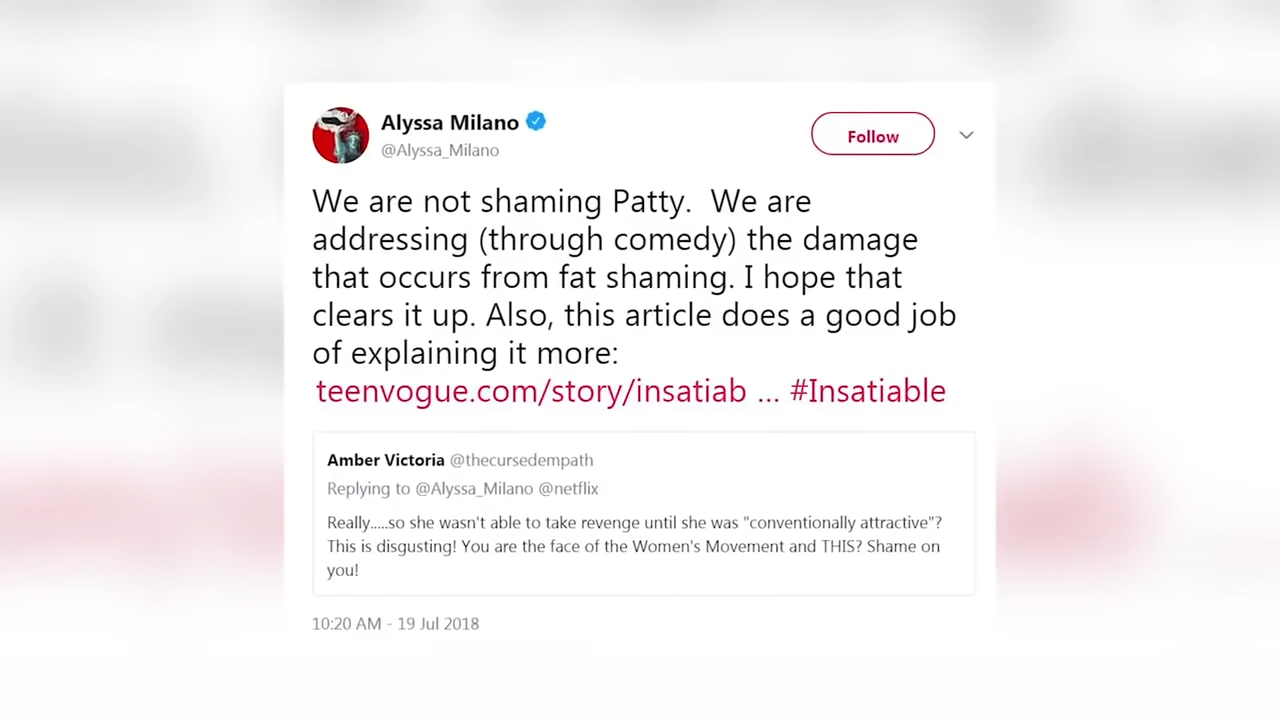 Alyssa Milano
@Alyssa_Milano
Follow
We are not shaming Patty.  We are
addressing (through comedy) the damage
that occurs from fat shaming. I hope that
clears it up. Also, this article does a good job
of explaining it more:
teenvogue.com/story/insatiab ... #Insatiable
Amber Victoria @thecursedempath
Replying to @Alyssa_Milano @netflix
Really.....so she wasn't able to take revenge until she was "conventionally attractive"?
This is disgusting! You are the face of the Women's Movement and THIS? Shame on
you!
10:20 AM - 19 Jul 2018